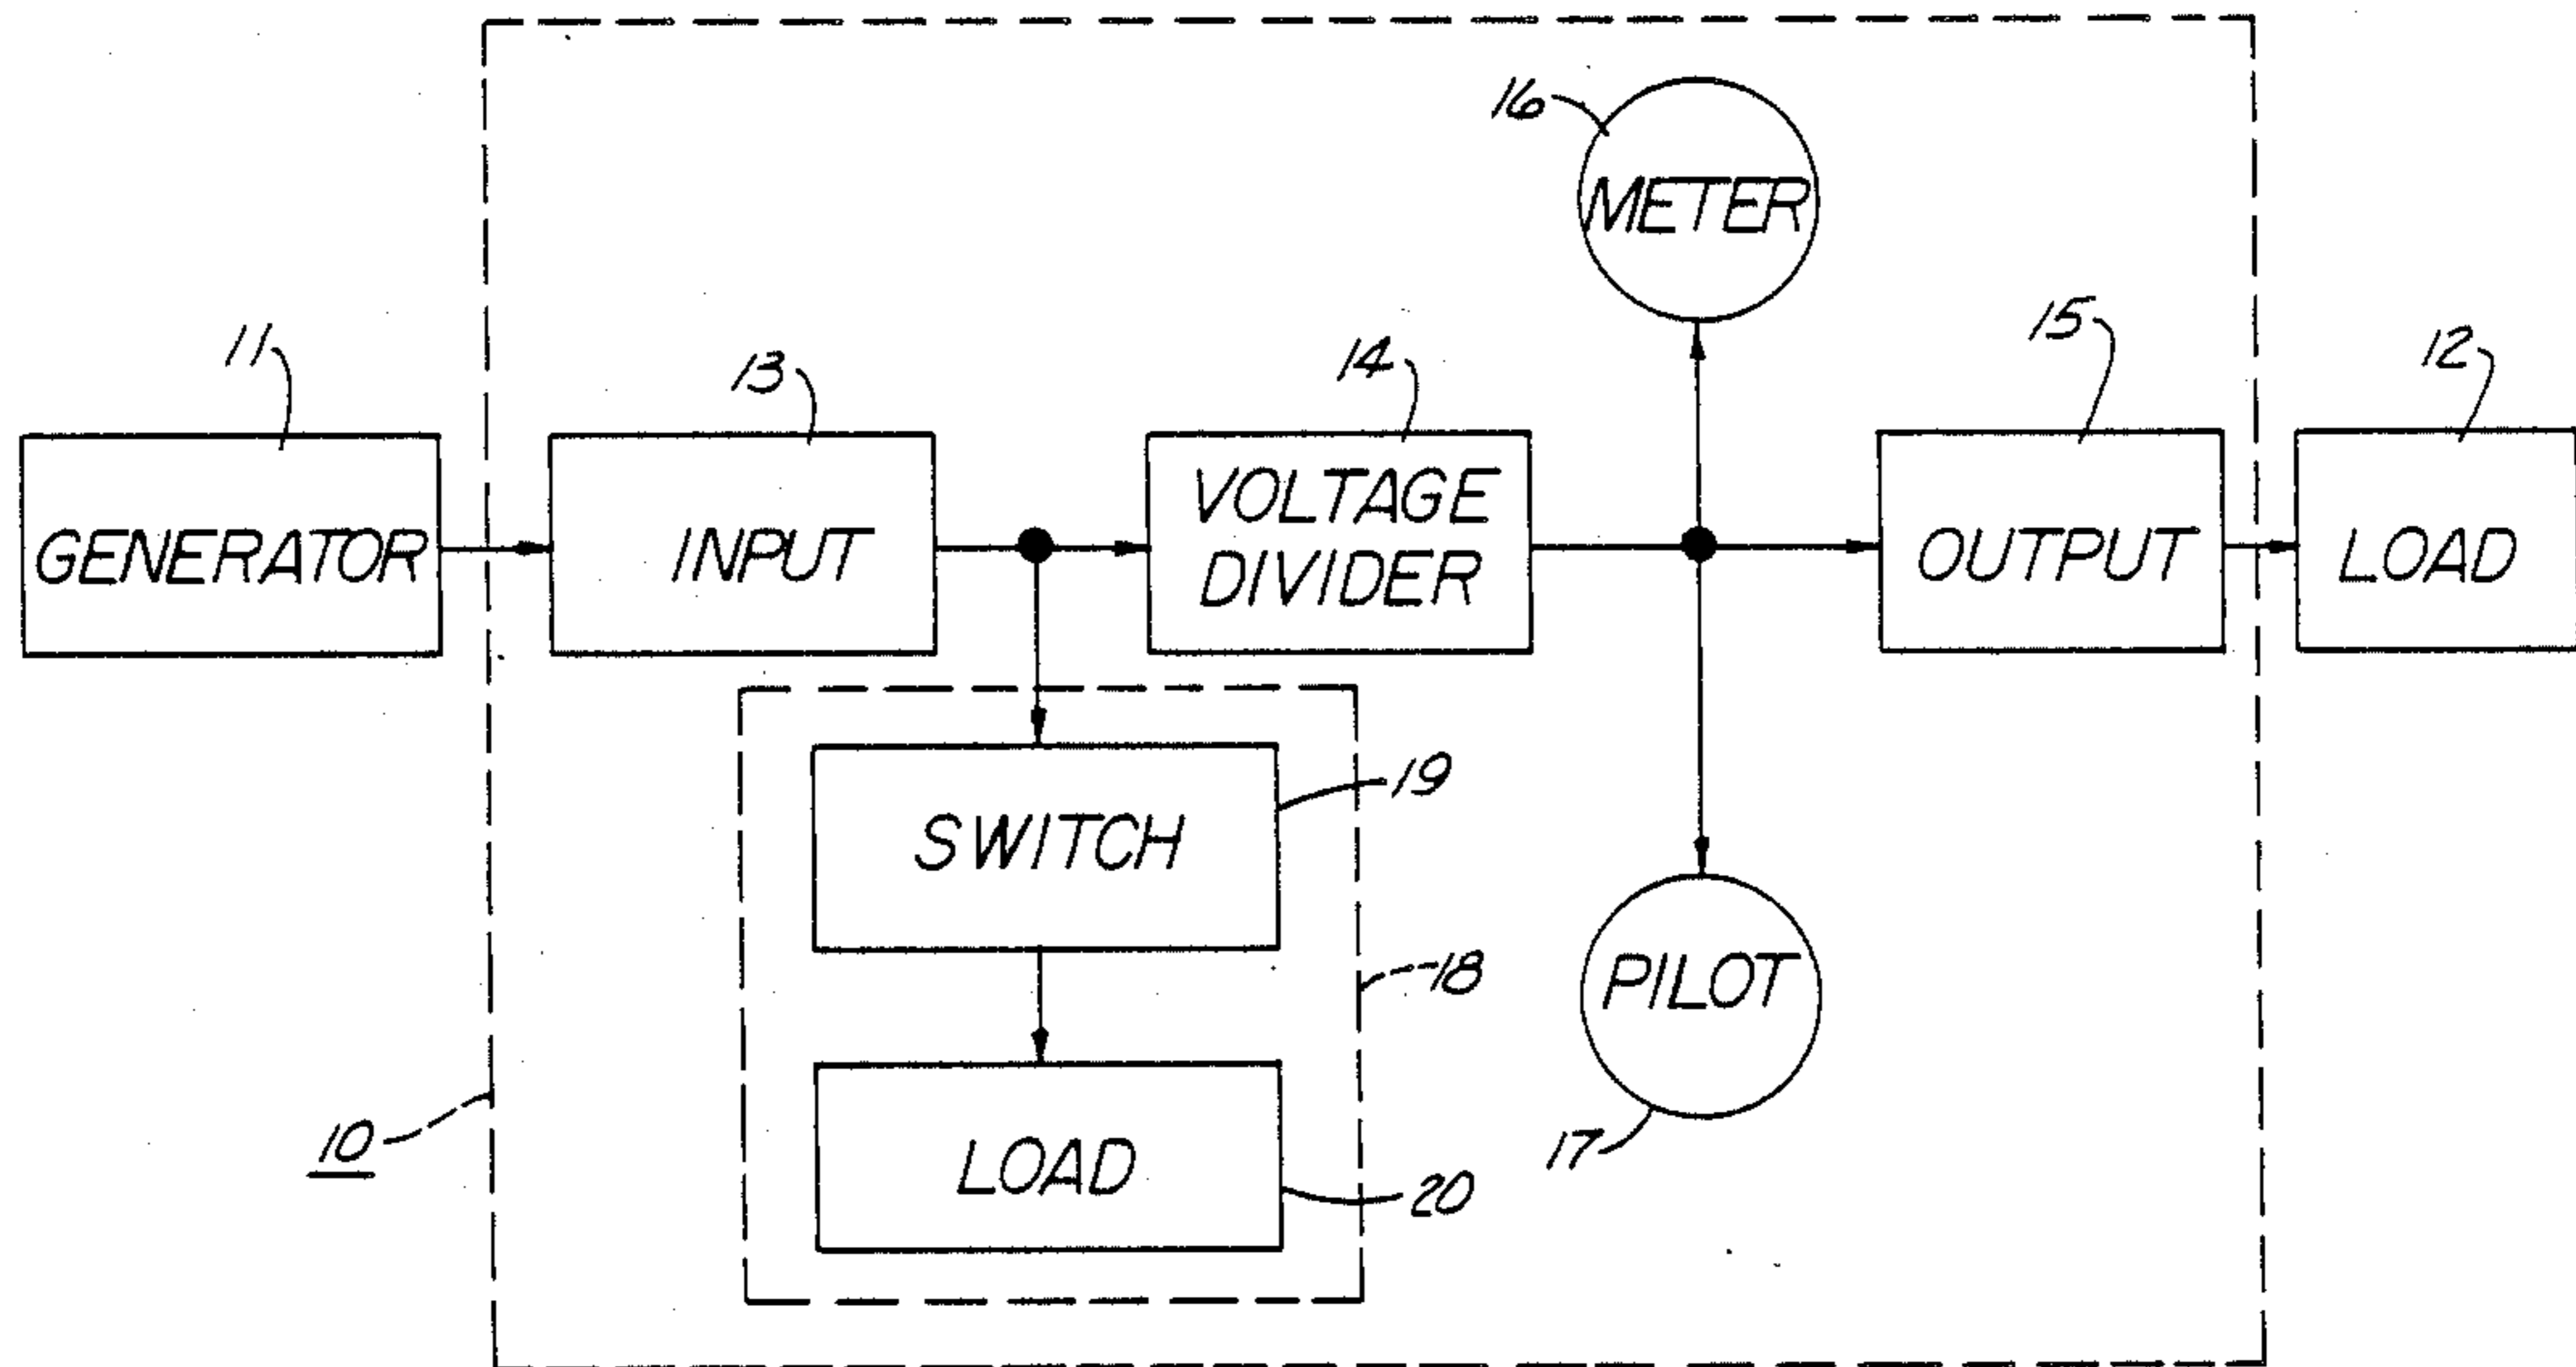 16
METER
11
13
14
15
12
GENERATOR
INPUT
VOLTAGE
DIVIDER
OUTPUT
LOAD
19
SWITCH
18
PILOT
10
17
LOAD
20